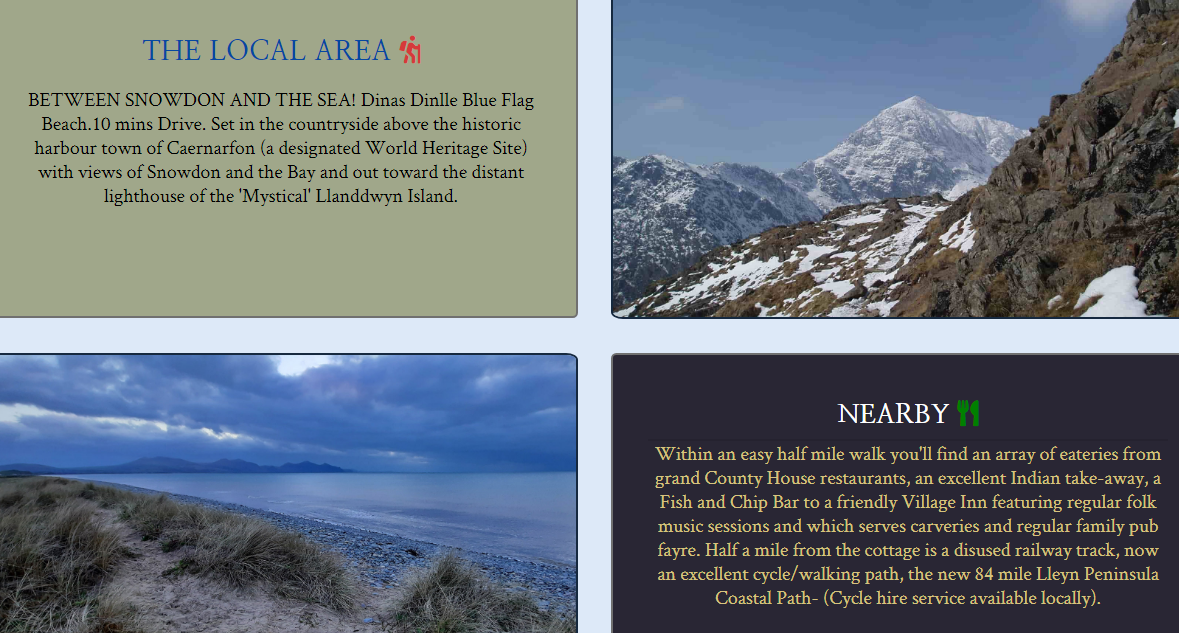 THE LOCAL AREA
BETWEEN SNOWDON AND THE SEA! Dinas Dinlle Blue Flag
Beach.10 mins Drive. Set in the countryside above the historic
harbour town of Caernarfon (a designated World Heritage Site)
with views of Snowdon and the Bay and out toward the distant
lighthouse of the 'Mystical' Llanddwyn Island.
NEARBY
Within an easy half mile walk you'll find an array of eateries from
grand County House restaurants, an excellent Indian take-away, a
Fish and Chip Bar to a friendly Village Inn featuring regular folk
music sessions and which serves carveries and regular family pub
fayre. Half a mile from the cottage is a disused railway track, now
an excellent cycle/walking path, the new 84 mile Lleyn Peninsula
Coastal Path- (Cycle hire service available locally).